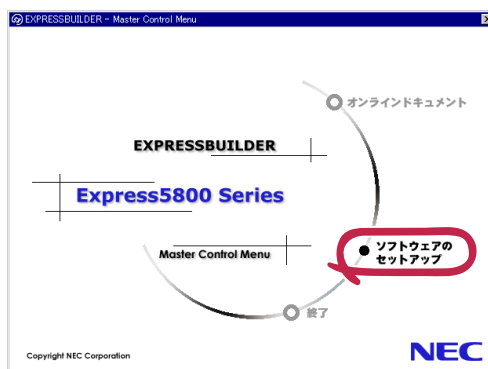 EXPRESSBUILDER - Master Control Menu
オンラインドキュメント
EXPRESSBUILDER
Express5800 Series
ソフトウェアの
セットアップ
Master Control Menu
終了
Copyright NEC Corporation
NEC